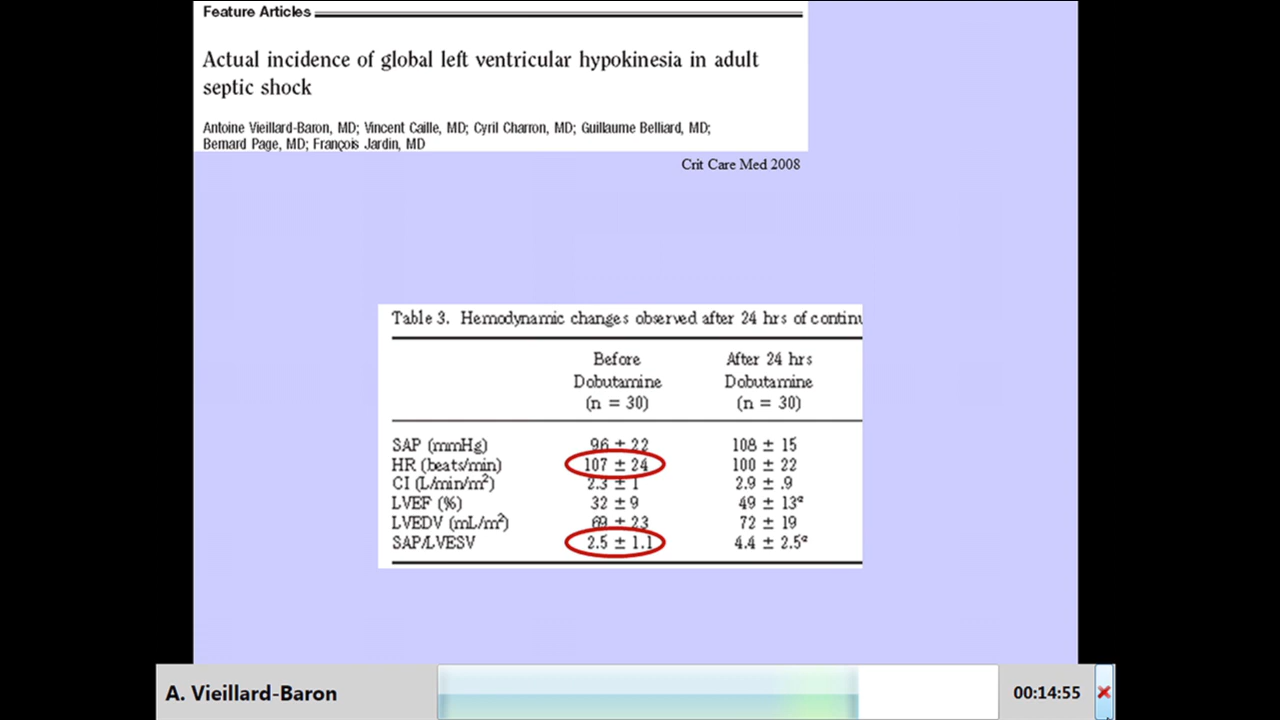 Feature Articles
Actual incidence of global left ventricular hypokinesia in adult
septic shock
Antoine Vieillard-Baron, MD; Vincent Caille, MD; Cyril Charron, MD; Guillaume Belliard, MD;
Bernard Page, MD; François Jardin, MD
Crit Care Med 2008
Table 3. Hemodynamic changes observed after 24 hrs of continu
Before After 24 hrs
Dobutamine Dobutamine
(n = 30) (n = 30)
SAP (mmHg) 96 ± 22 108 ± 15
HR (beats/min) 107 ± 24 100 ± 22
CI (L/min/m²) 2.3 ± 1 2.9 ± .9
LVEF (%) 32 ± 9 49 ± 13ᵃ
LVEDV (mL/m²) 69 ± 23 72 ± 19
SAP/LVESV 2.5 ± 1.1 4.4 ± 2.5ᵃ
A. Vieillard-Baron 00:14:55